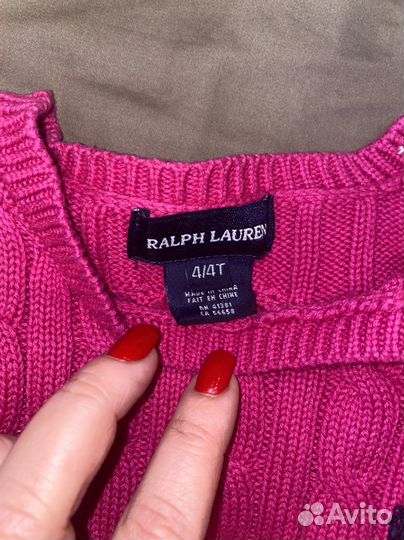 RALPH LAUREN
4/4T
MADE IN CHINA
FAIT EN CHINE
RN 41381
CA 56658
Avito